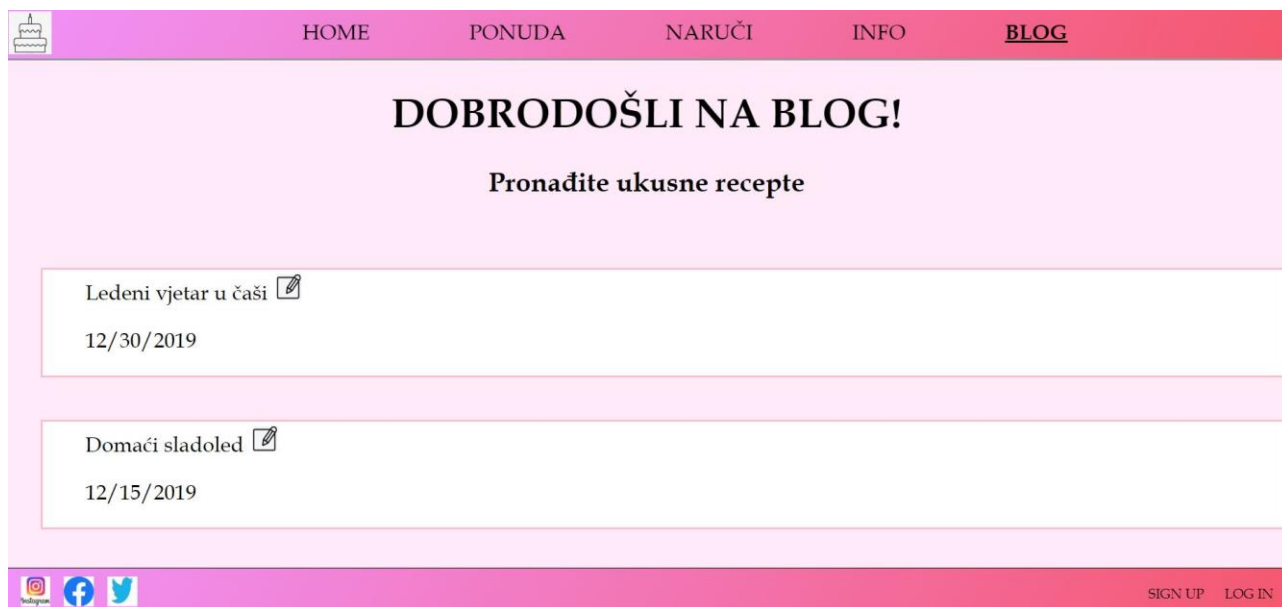 HOME PONUDA NARUČI INFO BLOG
DOBRODOŠLI NA BLOG!
Pronađite ukusne recepte
Ledeni vjetar u čaši
12/30/2019
Domaći sladoled
12/15/2019
Instagram
SIGN UP LOG IN